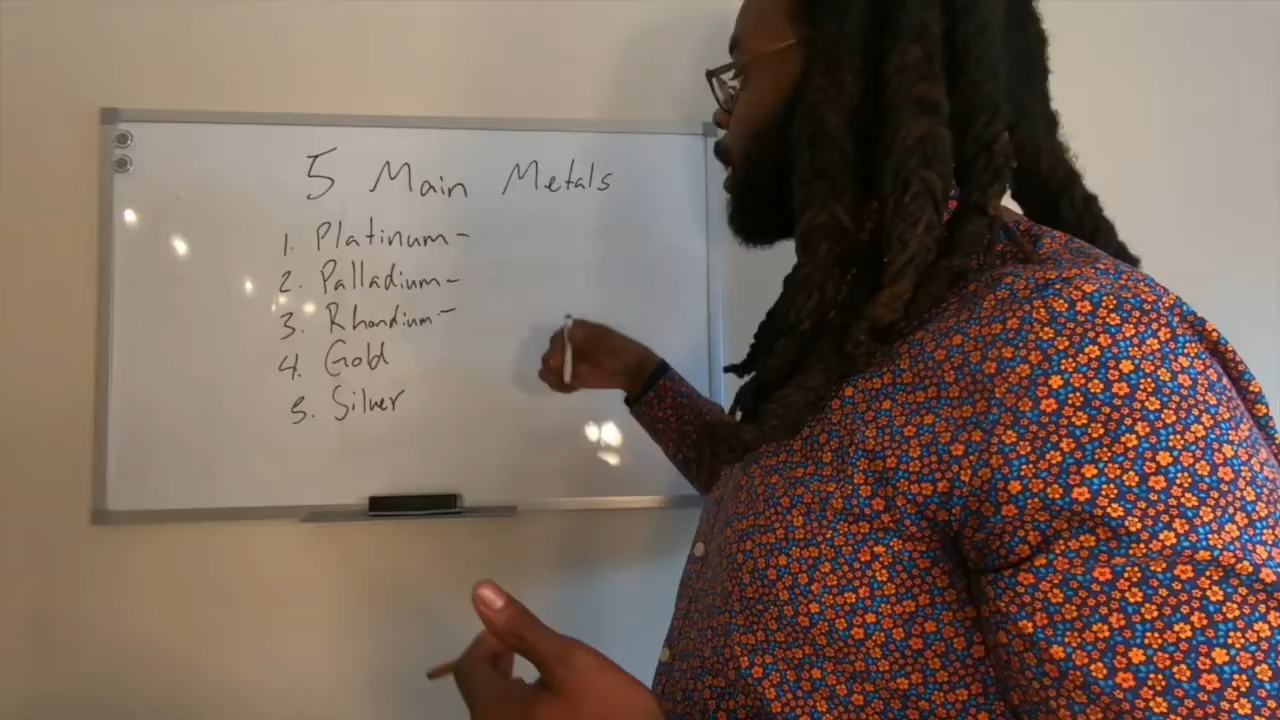 5 Main Metals
1. Platinum-
2. Palladium-
3. Rhondium-
4. Gold
5. Silver